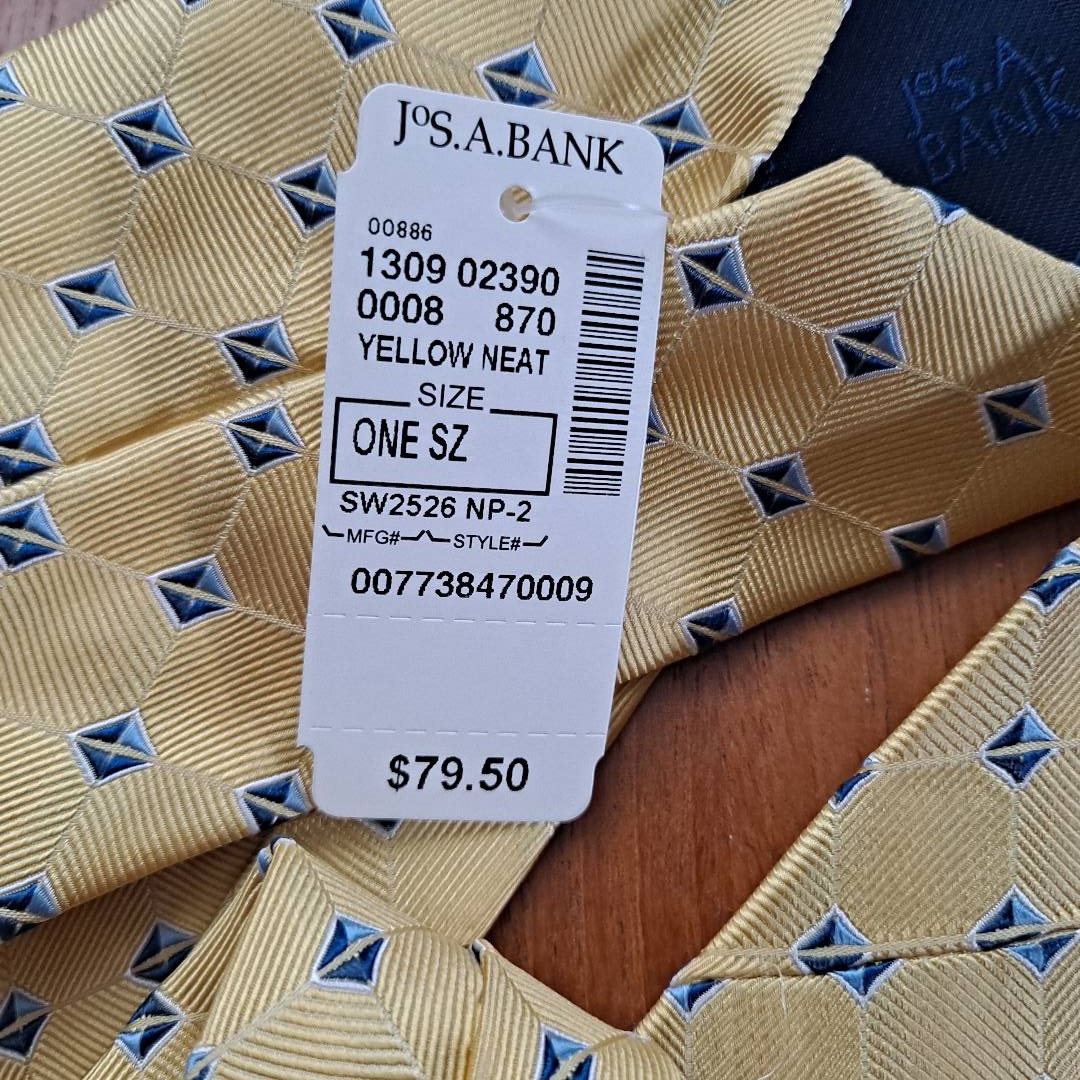 JoS.A.BANK
00886
1309 02390
0008 870
YELLOW NEAT
SIZE
ONE SZ
SW2526 NP-2
MFG# STYLE#
007738470009
$79.50
JoS.A.
BANK